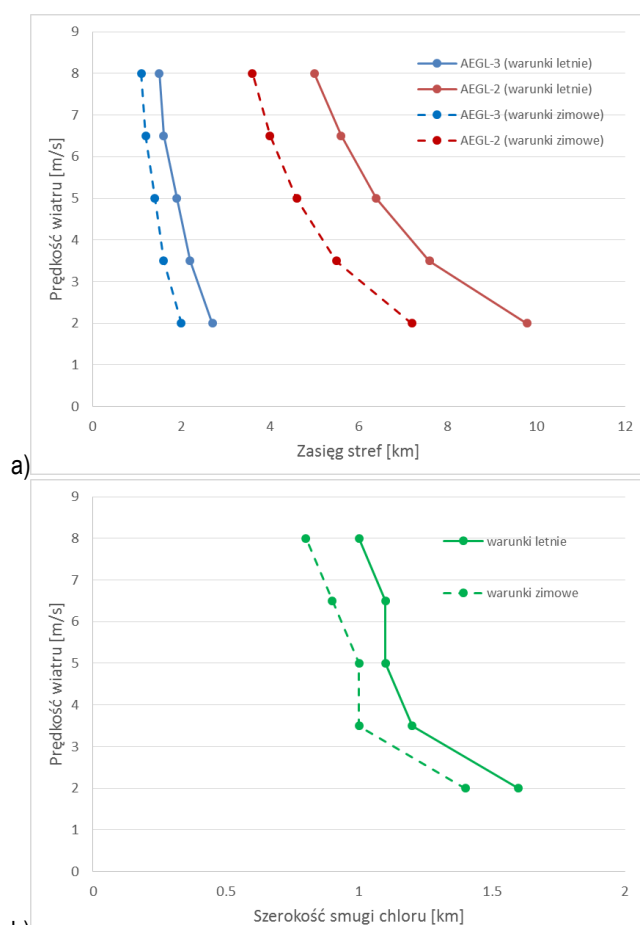 9
8
7
6
5
4
3
2
1
0
Prędkość wiatru [m/s]
AEGL-3 (warunki letnie)
AEGL-2 (warunki letnie)
AEGL-3 (warunki zimowe)
AEGL-2 (warunki zimowe)
0 2 4 6 8 10 12
Zasięg stref [km]
a)
9
8
7
6
5
4
3
2
1
0
Prędkość wiatru [m/s]
warunki letnie
warunki zimowe
0 0.5 1 1.5 2
Szerokość smugi chloru [km]